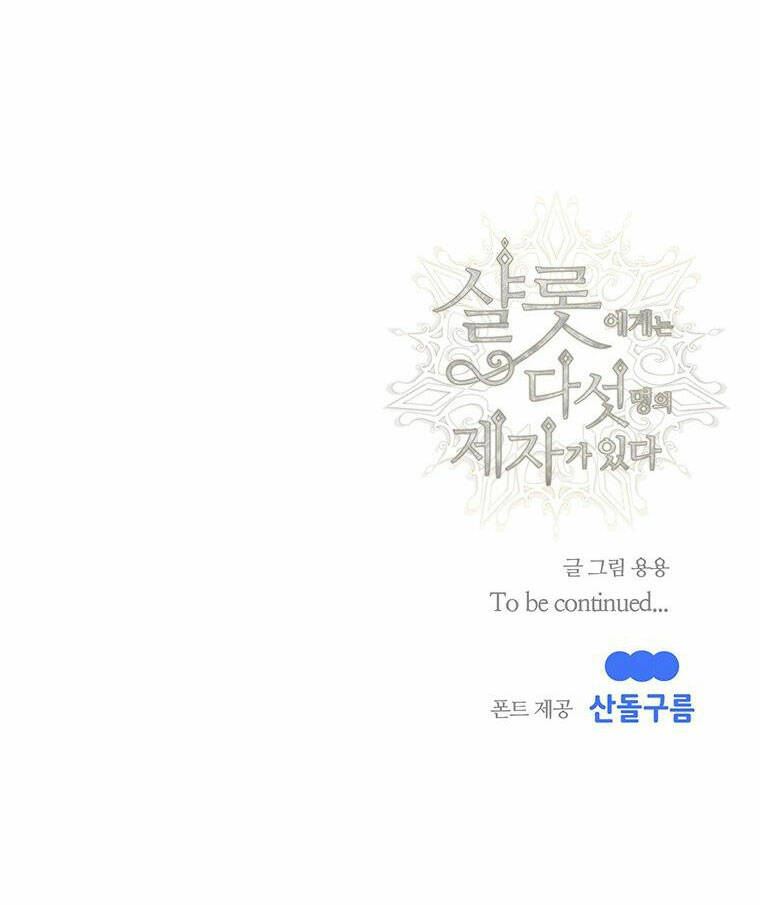 샬롯에게는
다섯명의
제자가 있다
글 그림 용용
To be continued...
폰트 제공 산돌구름